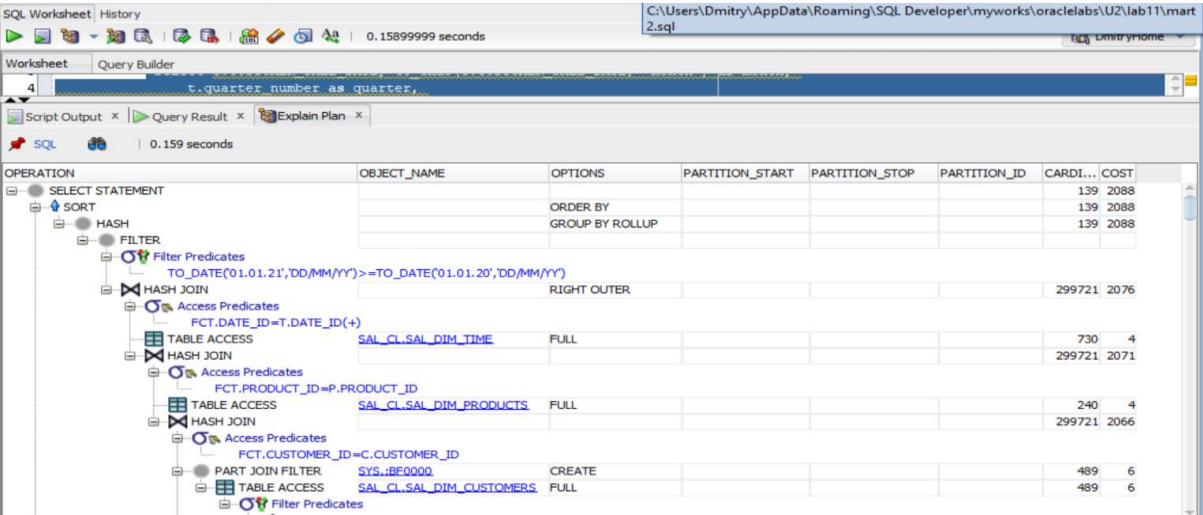 SQL Worksheet History
C:\Users\Dmitry\AppData\Roaming\SQL Developer\myworks\oraclelabs\U2\lab11\mart
2.sql
0.15899999 seconds
DmitryHome
Worksheet Query Builder
4 t.quarter_number as quarter,
Script Output x Query Result x Explain Plan x
SQL 0.159 seconds
OPERATION OBJECT_NAME OPTIONS PARTITION_START PARTITION_STOP PARTITION_ID CARDI... COST
SELECT STATEMENT 139 2088
SORT ORDER BY 139 2088
HASH GROUP BY ROLLUP 139 2088
FILTER
Filter Predicates
TO_DATE('01.01.21','DD/MM/YY')>=TO_DATE('01.01.20','DD/MM/YY')
HASH JOIN RIGHT OUTER 299721 2076
Access Predicates
FCT.DATE_ID=T.DATE_ID(+)
TABLE ACCESS SAL_CL.SAL_DIM_TIME FULL 730 4
HASH JOIN 299721 2071
Access Predicates
FCT.PRODUCT_ID=P.PRODUCT_ID
TABLE ACCESS SAL_CL.SAL_DIM_PRODUCTS FULL 240 4
HASH JOIN 299721 2066
Access Predicates
FCT.CUSTOMER_ID=C.CUSTOMER_ID
PART JOIN FILTER SYS.:BF0000 CREATE 489 6
TABLE ACCESS SAL_CL.SAL_DIM_CUSTOMERS FULL 489 6
Filter Predicates